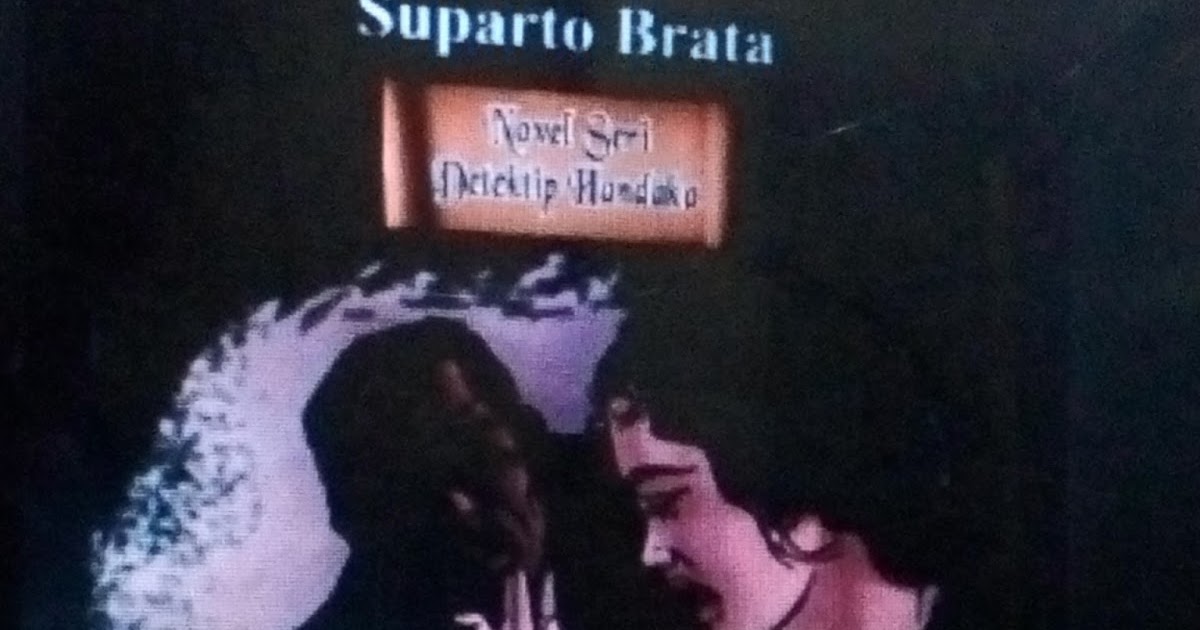 Suparto Brata
Novel Seri
Detektip Handaka